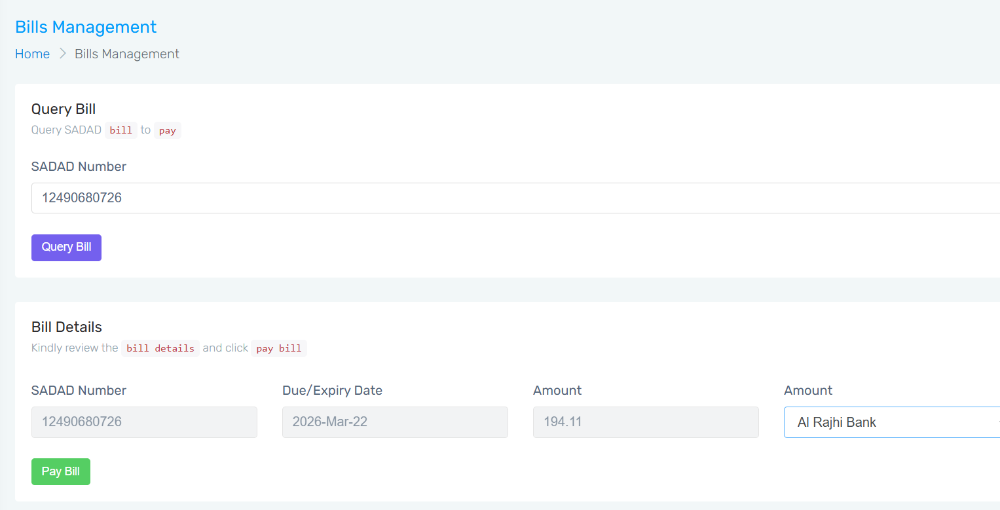 Bills Management
Home > Bills Management
Query Bill
Query SADAD bill to pay
SADAD Number
12490680726
Query Bill
Bill Details
Kindly review the bill details and click pay bill
SADAD Number Due/Expiry Date Amount Amount
12490680726 2026-Mar-22 194.11 Al Rajhi Bank
Pay Bill